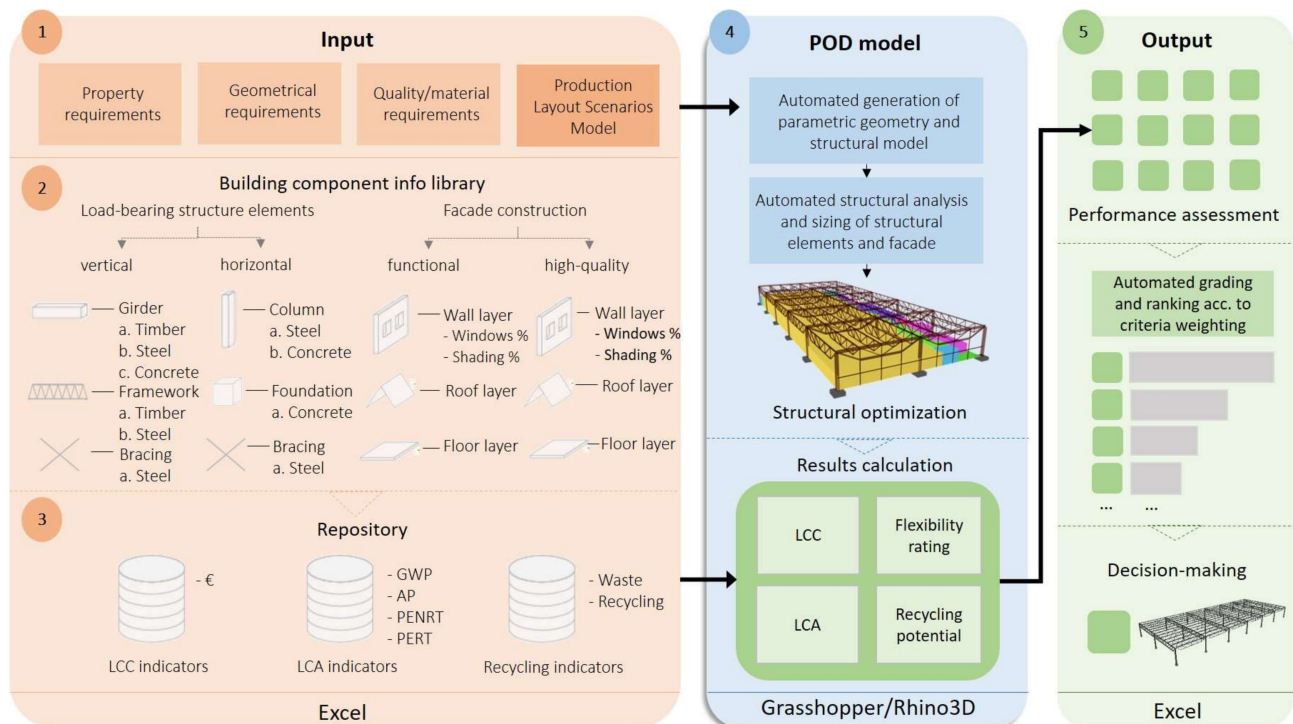 1
Input
Property
requirements
Geometrical
requirements
Quality/material
requirements
Production
Layout Scenarios
Model
2
Building component info library
Load-bearing structure elements
Facade construction
vertical
horizontal
functional
high-quality
Girder
a. Timber
b. Steel
c. Concrete
Framework
a. Timber
b. Steel
Bracing
a. Steel
Column
a. Steel
b. Concrete
Foundation
a. Concrete
Bracing
a. Steel
Wall layer
- Windows %
- Shading %
Roof layer
Floor layer
Wall layer
- Windows %
- Shading %
Roof layer
Floor layer
3
Repository
- €
LCC indicators
- GWP
- AP
- PENRT
- PERT
LCA indicators
- Waste
- Recycling
Recycling indicators
Excel
4
POD model
Automated generation of
parametric geometry and
structural model
Automated structural analysis
and sizing of structural
elements and facade
Structural optimization
Results calculation
LCC
Flexibility
rating
LCA
Recycling
potential
Grasshopper/Rhino3D
5
Output
Performance assessment
Automated grading
and ranking acc. to
criteria weighting
... ...
Decision-making
Excel